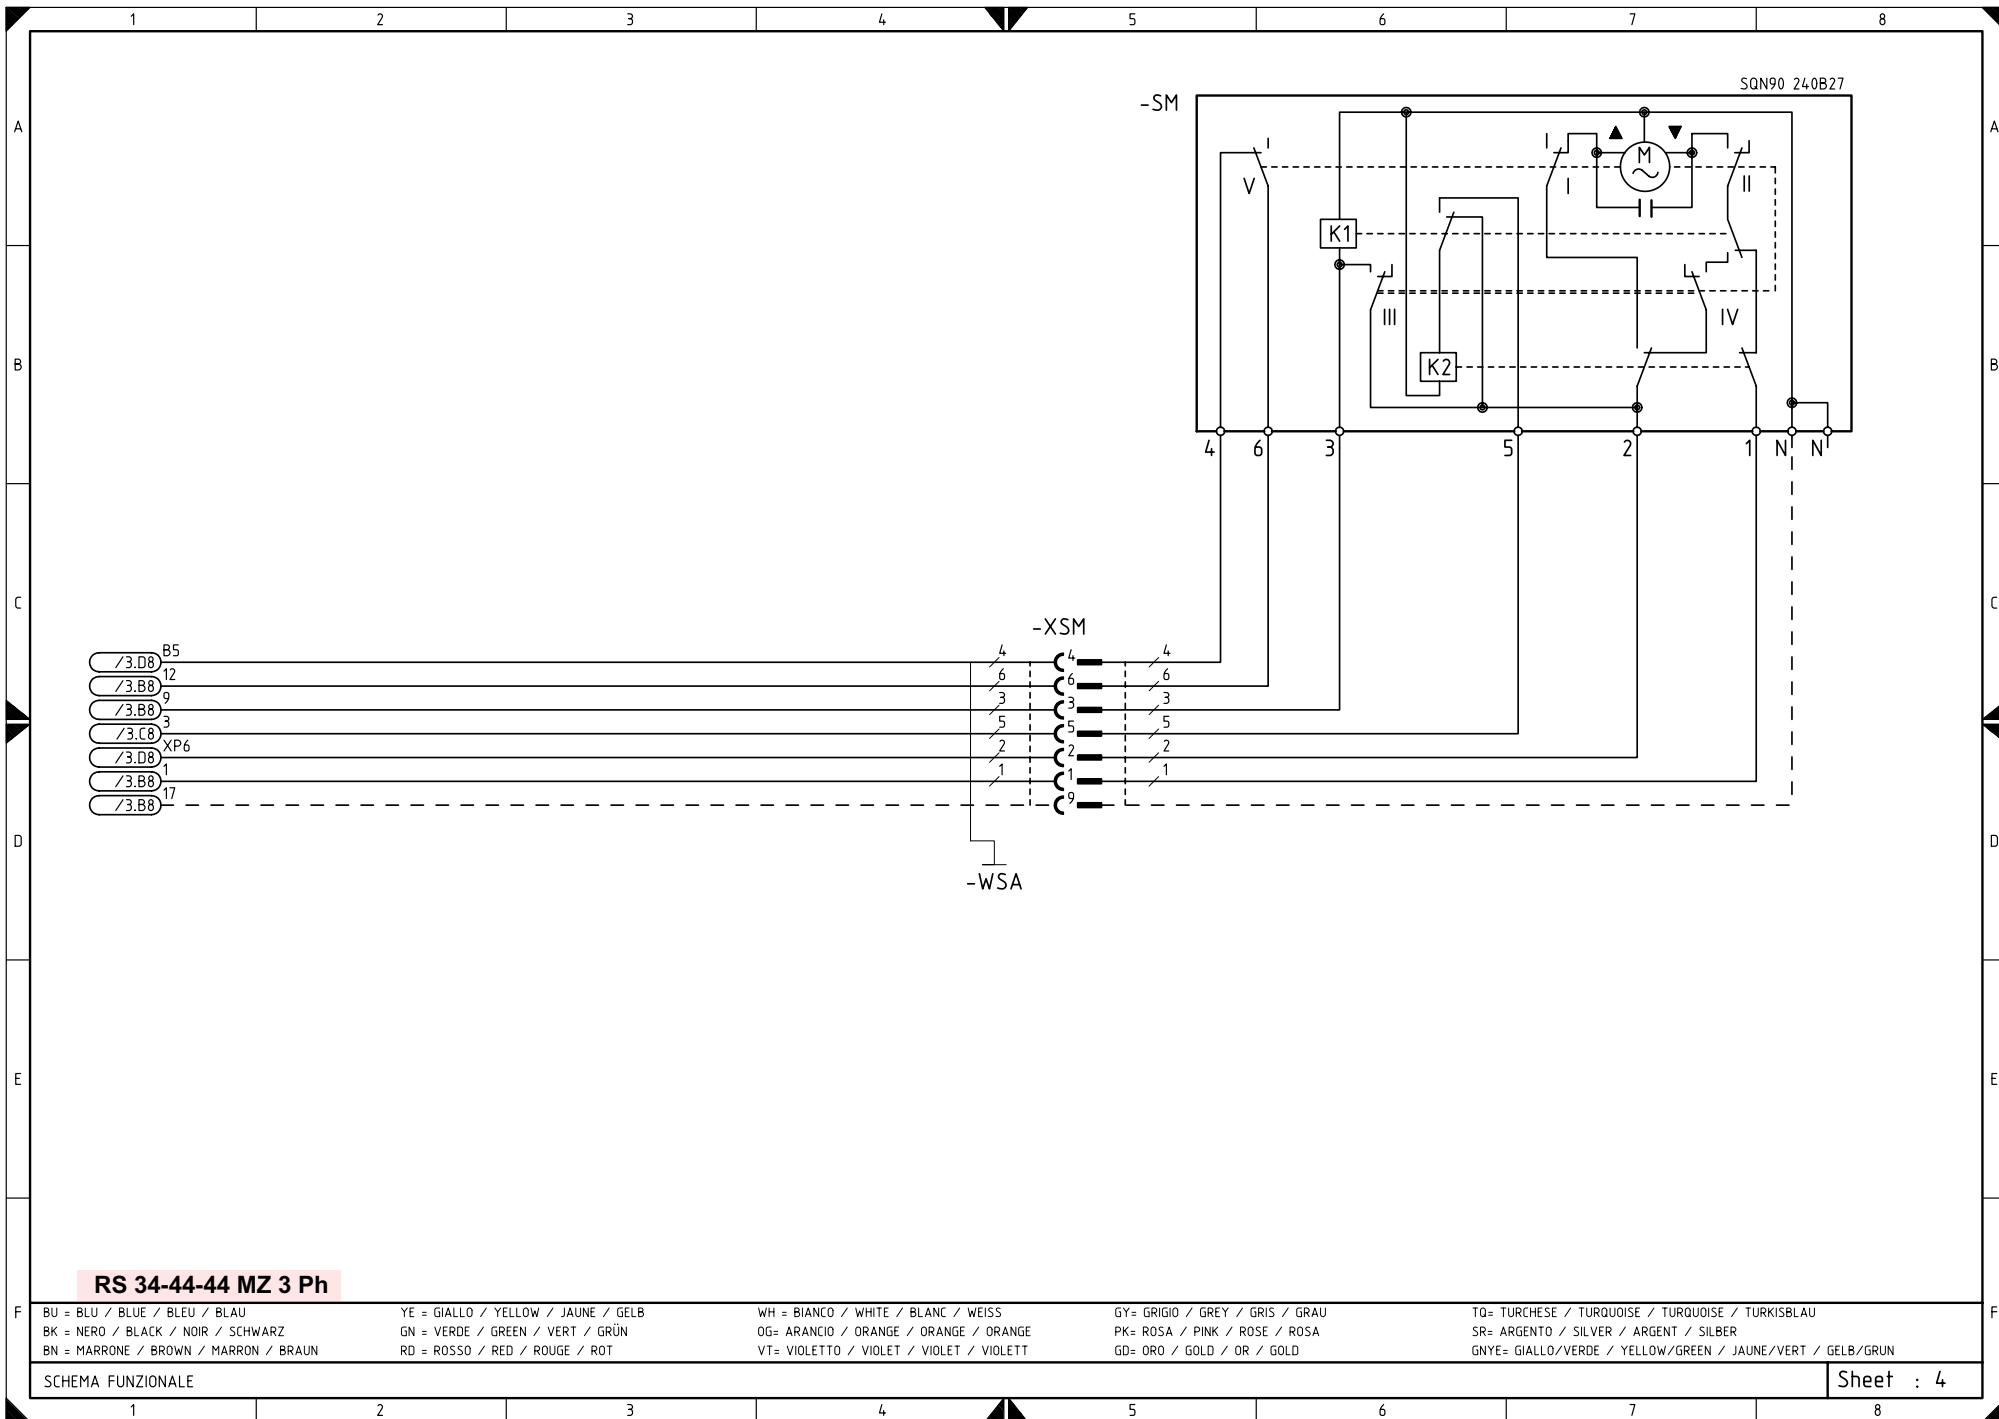 1 2 3 4 5 6 7 8
A A
SQN90 240B27
-SM
M
V I II
K1
III IV
B B
K2
4 6 3 5 2 1 N N
C C
-XSM
/3.D8 B5 4 4 4
/3.B8 12 6 6 6
/3.B8 9 3 3 3
/3.C8 3 5 5 5
/3.D8 XP6 2 2 2
/3.B8 1 1 1 1
/3.B8 17 9
D D
-WSA
E E
RS 34-44-44 MZ 3 Ph
F F
BU = BLU / BLUE / BLEU / BLAU
BK = NERO / BLACK / NOIR / SCHWARZ
BN = MARRONE / BROWN / MARRON / BRAUN
YE = GIALLO / YELLOW / JAUNE / GELB
GN = VERDE / GREEN / VERT / GRÜN
RD = ROSSO / RED / ROUGE / ROT
WH = BIANCO / WHITE / BLANC / WEISS
OG= ARANCIO / ORANGE / ORANGE / ORANGE
VT= VIOLETTO / VIOLET / VIOLET / VIOLETT
GY= GRIGIO / GREY / GRIS / GRAU
PK= ROSA / PINK / ROSE / ROSA
GD= ORO / GOLD / OR / GOLD
TQ= TURCHESE / TURQUOISE / TURQUOISE / TURKISBLAU
SR= ARGENTO / SILVER / ARGENT / SILBER
GNYE= GIALLO/VERDE / YELLOW/GREEN / JAUNE/VERT / GELB/GRUN
SCHEMA FUNZIONALE
Sheet : 4
1 2 3 4 5 6 7 8